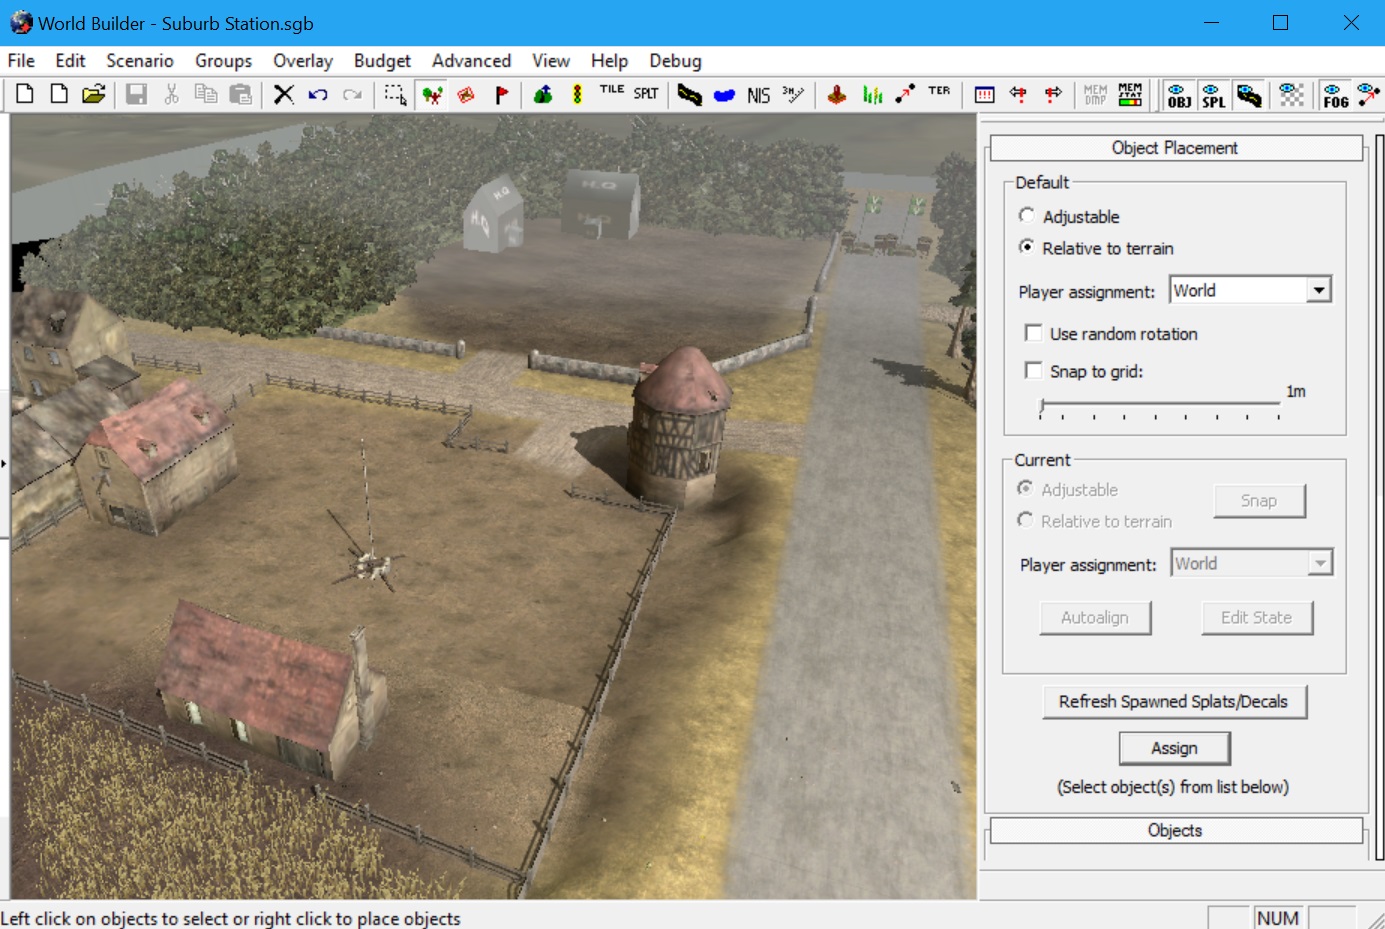 World Builder - Suburb Station.sgb
File Edit Scenario Groups Overlay Budget Advanced View Help Debug
TILE SPLT NIS 3M TER MEM DMP MEM STAT OBJ SPL FOG
Object Placement
Default
Adjustable
Relative to terrain
Player assignment: World
Use random rotation
Snap to grid:
1m
Current
Adjustable
Snap
Relative to terrain
Player assignment: World
Autoalign Edit State
Refresh Spawned Splats/Decals
Assign
(Select object(s) from list below)
Objects
H.Q
H.Q
H.Q
Left click on objects to select or right click to place objects
NUM